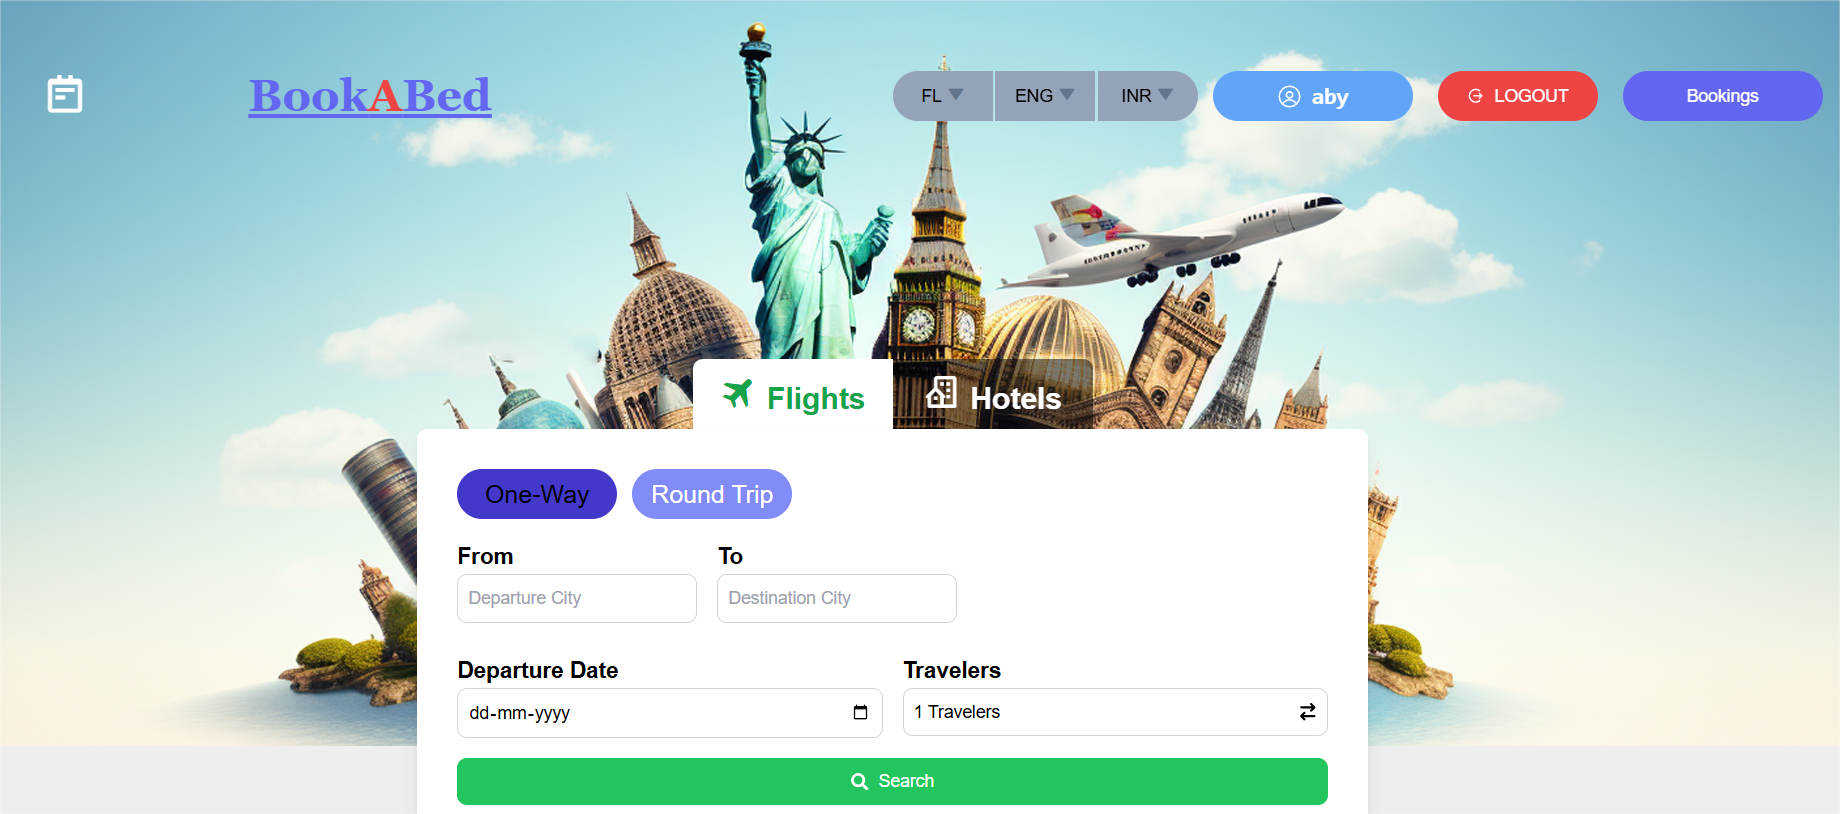 BookABed
FL
ENG
INR
aby
LOGOUT
Bookings
Flights
Hotels
One-Way
Round Trip
From
To
Departure City
Destination City
Departure Date
Travelers
dd-mm-yyyy
1 Travelers
Search